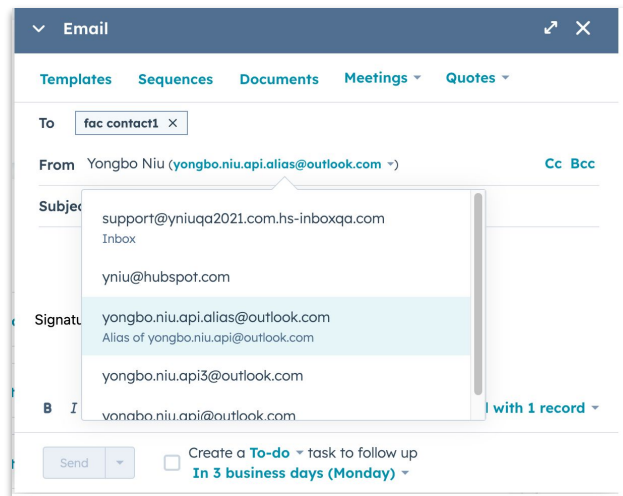 Email
Templates Sequences Documents Meetings Quotes
To fac contact1
From Yongbo Niu (yongbo.niu.api.alias@outlook.com) Cc Bcc
Subjec
support@yniuqa2021.com.hs-inboxqa.com
Inbox
yniu@hubspot.com
yongbo.niu.api.alias@outlook.com
Signatu
Alias of yongbo.niu.api@outlook.com
yongbo.niu.api3@outlook.com
B I with 1 record
yongbo.niu.api@outlook.com
Send Create a To-do task to follow up
In 3 business days (Monday)